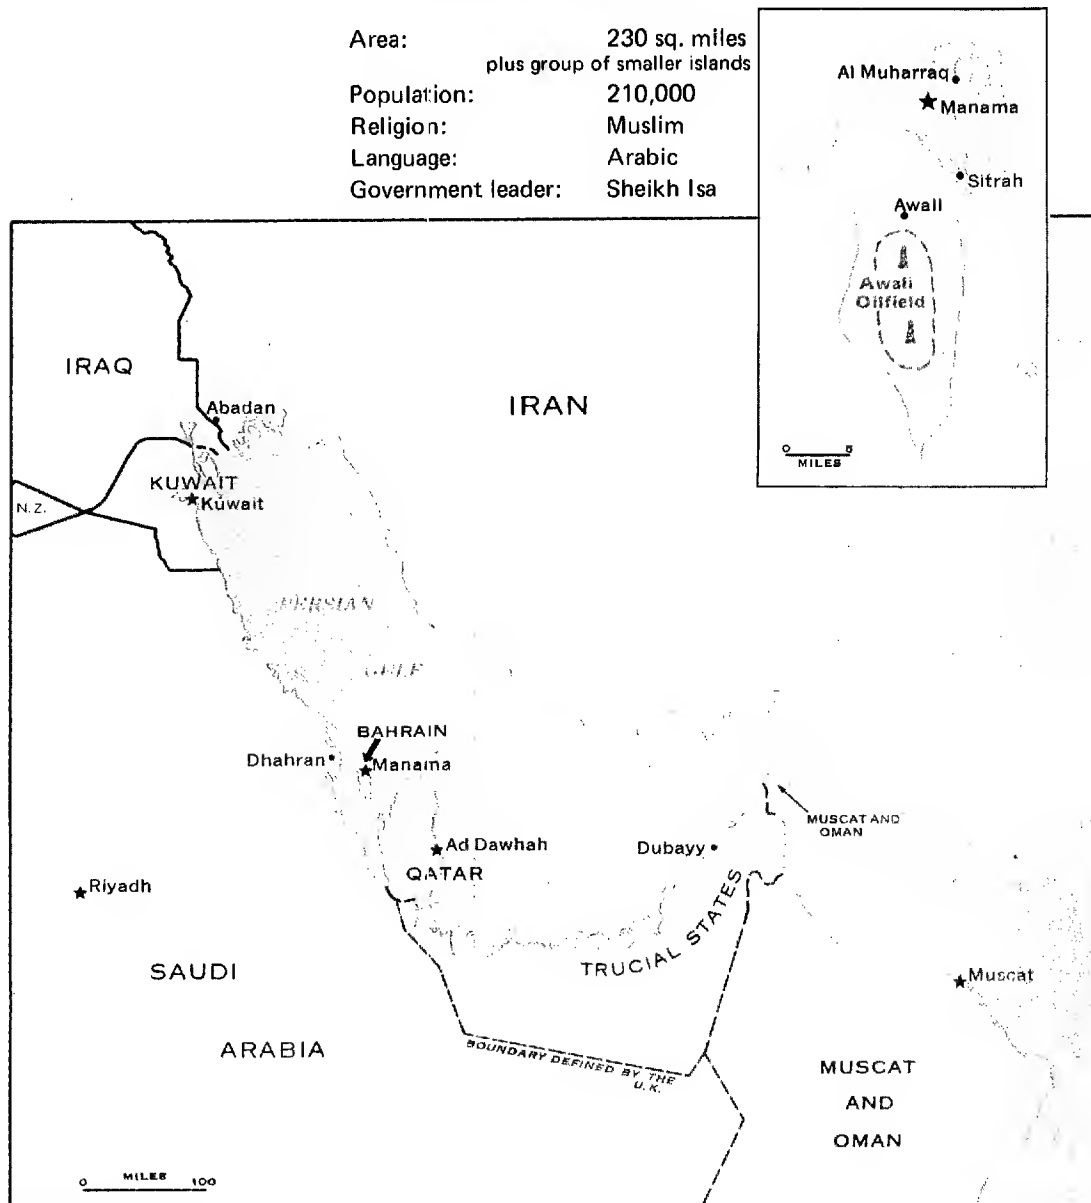 Area: 230 sq. miles
plus group of smaller islands
Population: 210,000
Religion: Muslim
Language: Arabic
Government leader: Sheikh Isa
Al Muharraq
Manama
Sitrah
Awali
Awali
Oilfield
0 5
MILES
IRAQ
IRAN
Abadan
KUWAIT
Kuwait
N.Z.
PERSIAN
GULF
BAHRAIN
Dhahran
Manama
MUSCAT AND
OMAN
Ad Dawhah
Dubayy
QATAR
Riyadh
TRUCIAL STATES
SAUDI
Muscat
ARABIA
BOUNDARY DEFINED BY THE
U.K.
MUSCAT
AND
OMAN
MILES
0 100